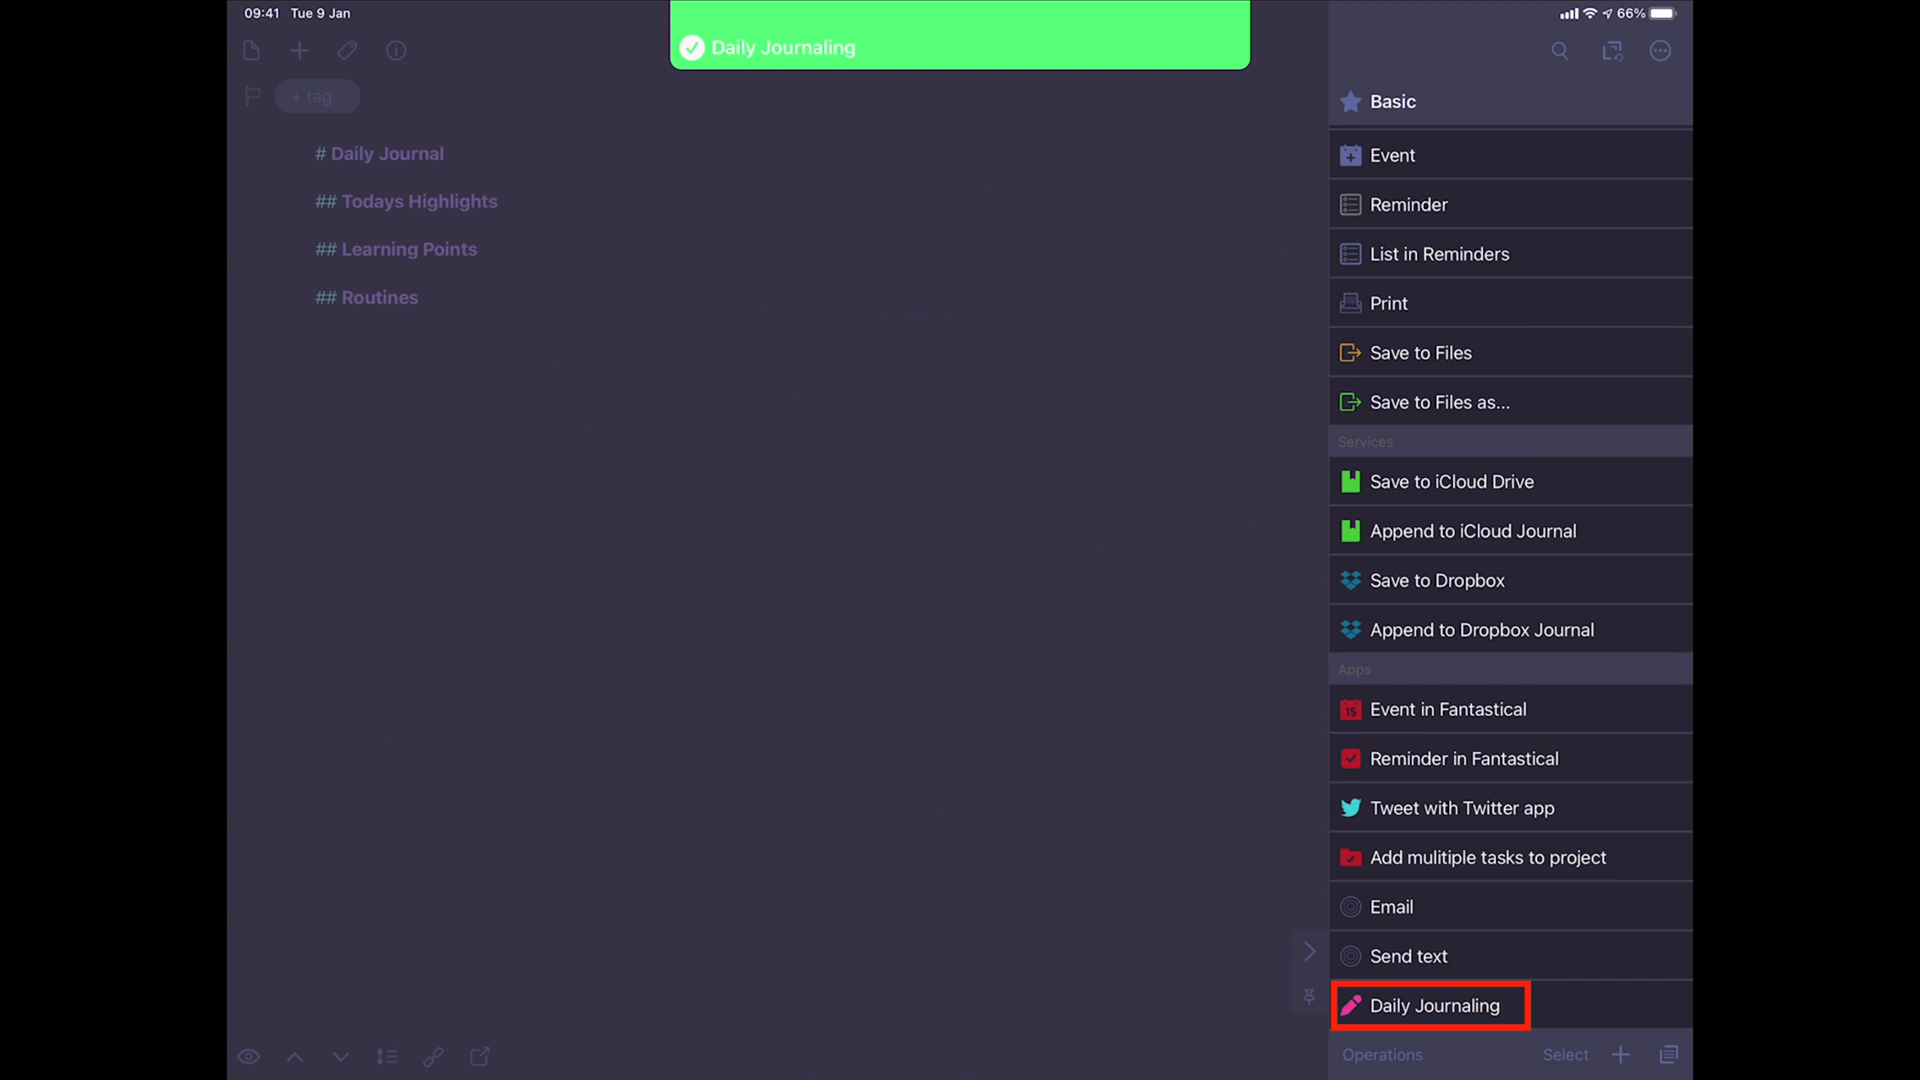 09:41 Tue 9 Jan
66%
Daily Journaling
+ tag
# Daily Journal
## Todays Highlights
## Learning Points
## Routines
Basic
Event
Reminder
List in Reminders
Print
Save to Files
Save to Files as...
Services
Save to iCloud Drive
Append to iCloud Journal
Save to Dropbox
Append to Dropbox Journal
Apps
15
Event in Fantastical
Reminder in Fantastical
Tweet with Twitter app
Add mulitiple tasks to project
Email
Send text
Daily Journaling
Operations Select